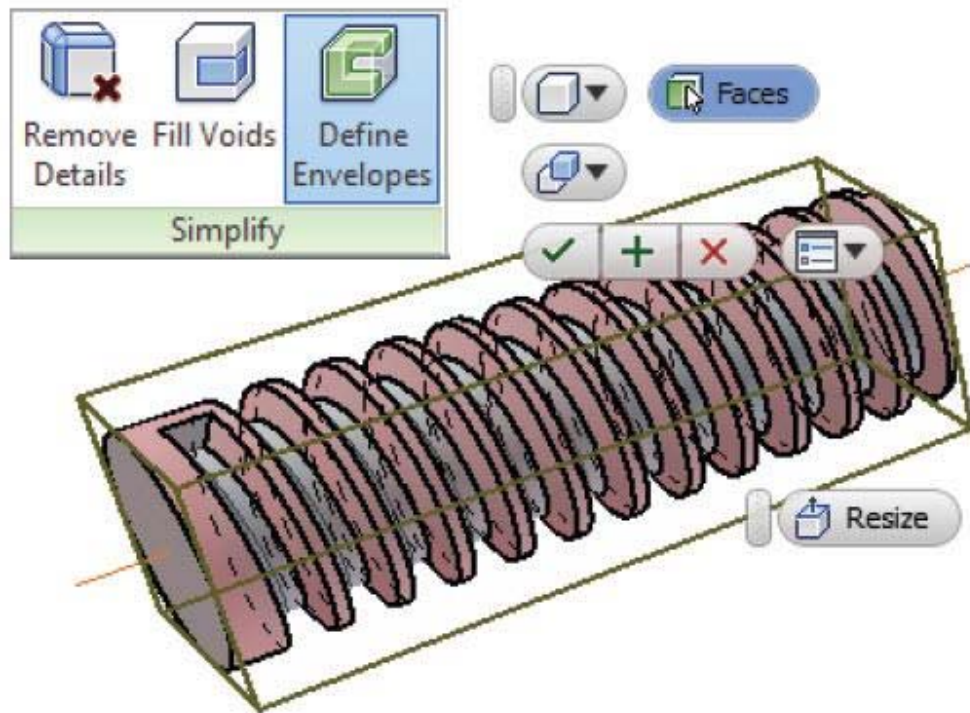 Remove Details
Fill Voids
Define Envelopes
Simplify
Faces
Resize